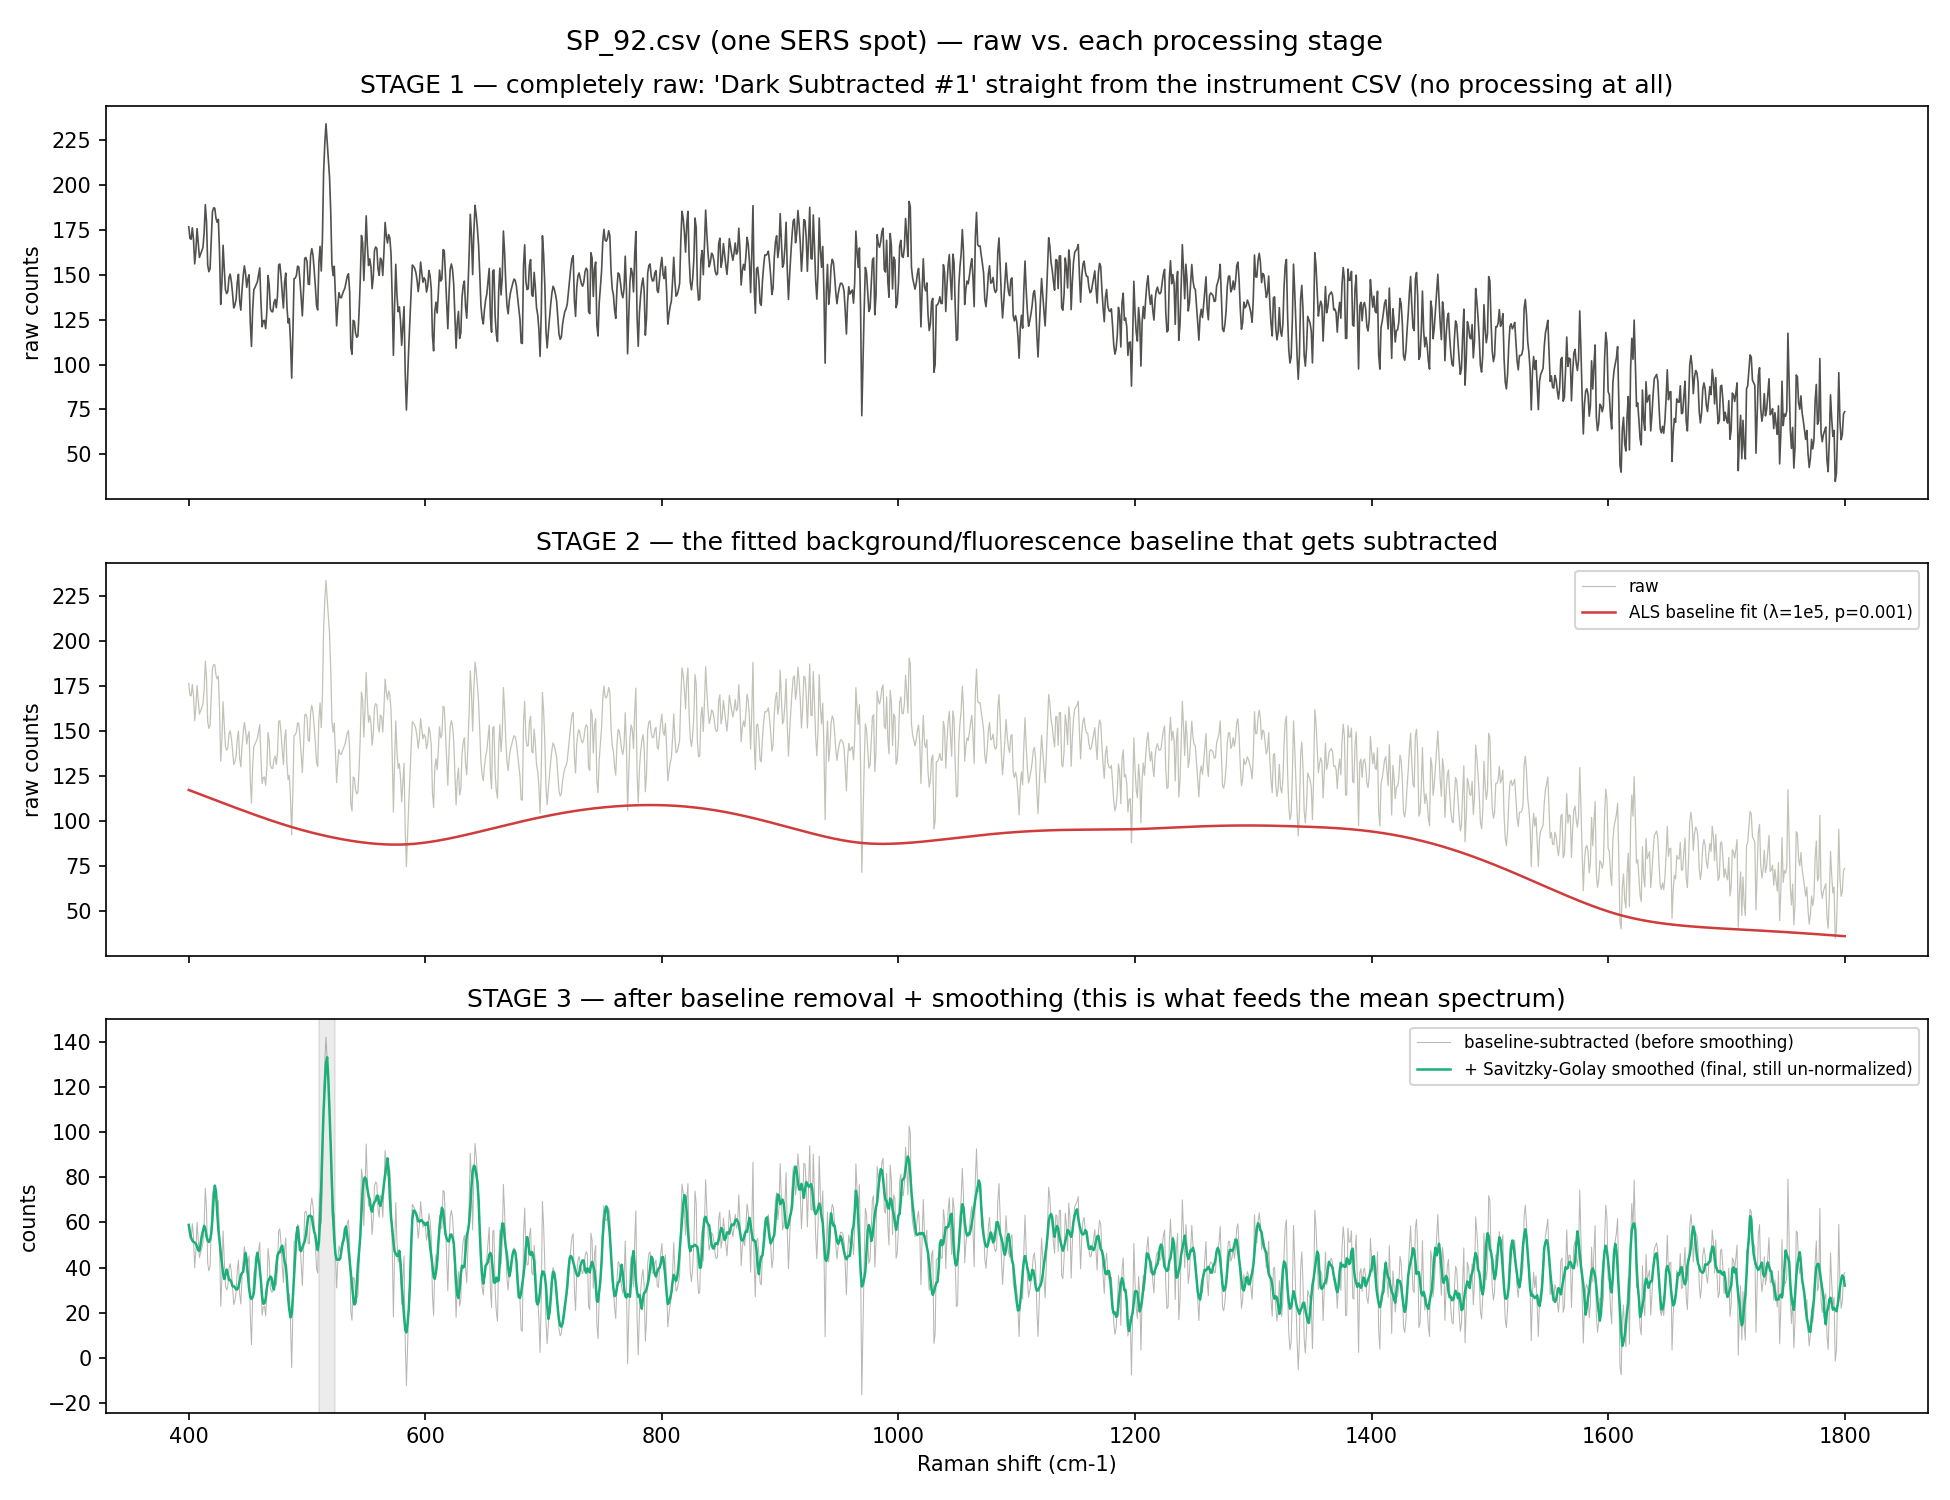 SP_92.csv (one SERS spot) — raw vs. each processing stage
STAGE 1 — completely raw: 'Dark Subtracted #1' straight from the instrument CSV (no processing at all)
raw counts
225
200
175
150
125
100
75
50
STAGE 2 — the fitted background/fluorescence baseline that gets subtracted
raw
ALS baseline fit (λ=1e5, p=0.001)
raw counts
225
200
175
150
125
100
75
50
STAGE 3 — after baseline removal + smoothing (this is what feeds the mean spectrum)
baseline-subtracted (before smoothing)
+ Savitzky-Golay smoothed (final, still un-normalized)
counts
140
120
100
80
60
40
20
0
−20
400 600 800 1000 1200 1400 1600 1800
Raman shift (cm-1)